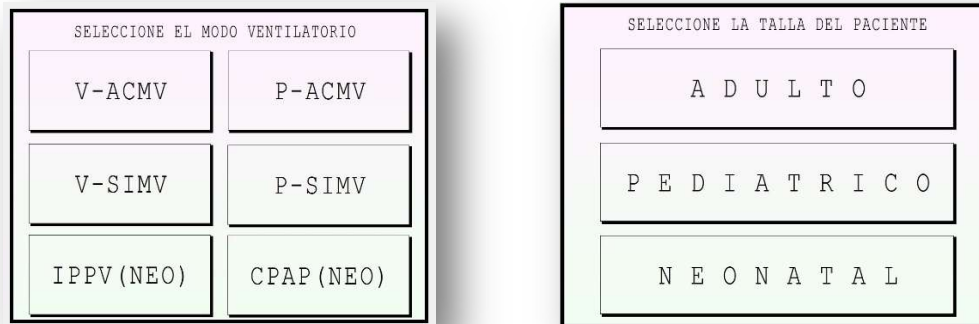 SELECCIONE EL MODO VENTILATORIO
V-ACMV P-ACMV
V-SIMV P-SIMV
IPPV(NEO) CPAP(NEO)
SELECCIONE LA TALLA DEL PACIENTE
A D U L T O
P E D I A T R I C O
N E O N A T A L